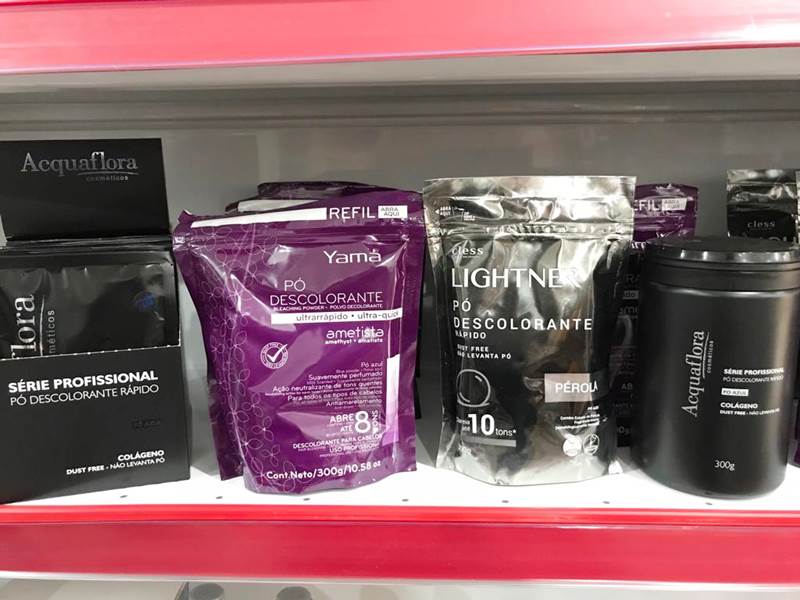 Acquaflora
cosméticos
flora
méticos
SÉRIE PROFISSIONAL
PÓ DESCOLORANTE RÁPIDO
COLÁGENO
DUST FREE - NÃO LEVANTA PÓ
REFIL
ABRA
AQUI
Yamá
PÓ
DESCOLORANTE
BLEACHING POWDER • POLVO DECOLORANTE
ultrarrápido • ultra-quick
ametista
amethyst • amatista
Pó azul
Suavemente perfumado
Ação neutralizante de tons quentes
Para todos os tipos de cabelo
Antiamarelamento
ABRE
ATÉ
8
TONS
DESCOLORANTE PARA CABELOS
USO PROFISSIONAL
Cont.Neto/300g/10.58 oz
cless
LIGHTNER
PÓ
DESCOLORANTE
RÁPIDO
DUST FREE
NÃO LEVANTA PÓ
PÉROLA
10 tons*
REFIL
ABRA
AQUI
cless
Acquaflora
cosméticos
SÉRIE PROFISSIONAL
PÓ DESCOLORANTE RÁPIDO
PÓ AZUL
COLÁGENO
DUST FREE - NÃO LEVANTA PÓ
300g